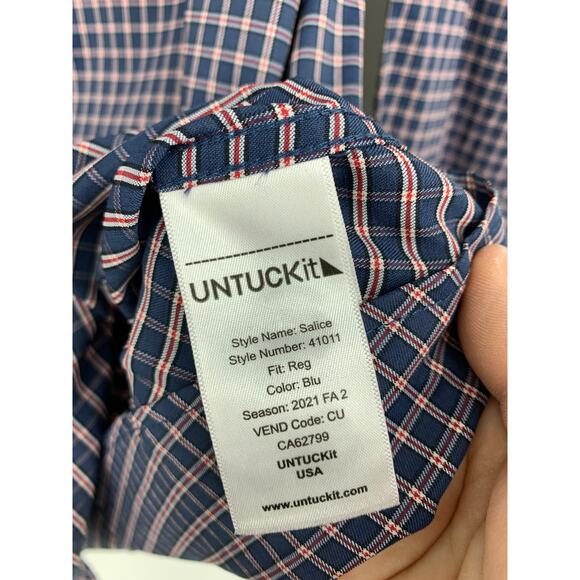 UNTUCKit
Style Name: Salice
Style Number: 41011
Fit: Reg
Color: Blu
Season: 2021 FA 2
VEND Code: CU
CA62799
UNTUCKit
USA
www.untuckit.com